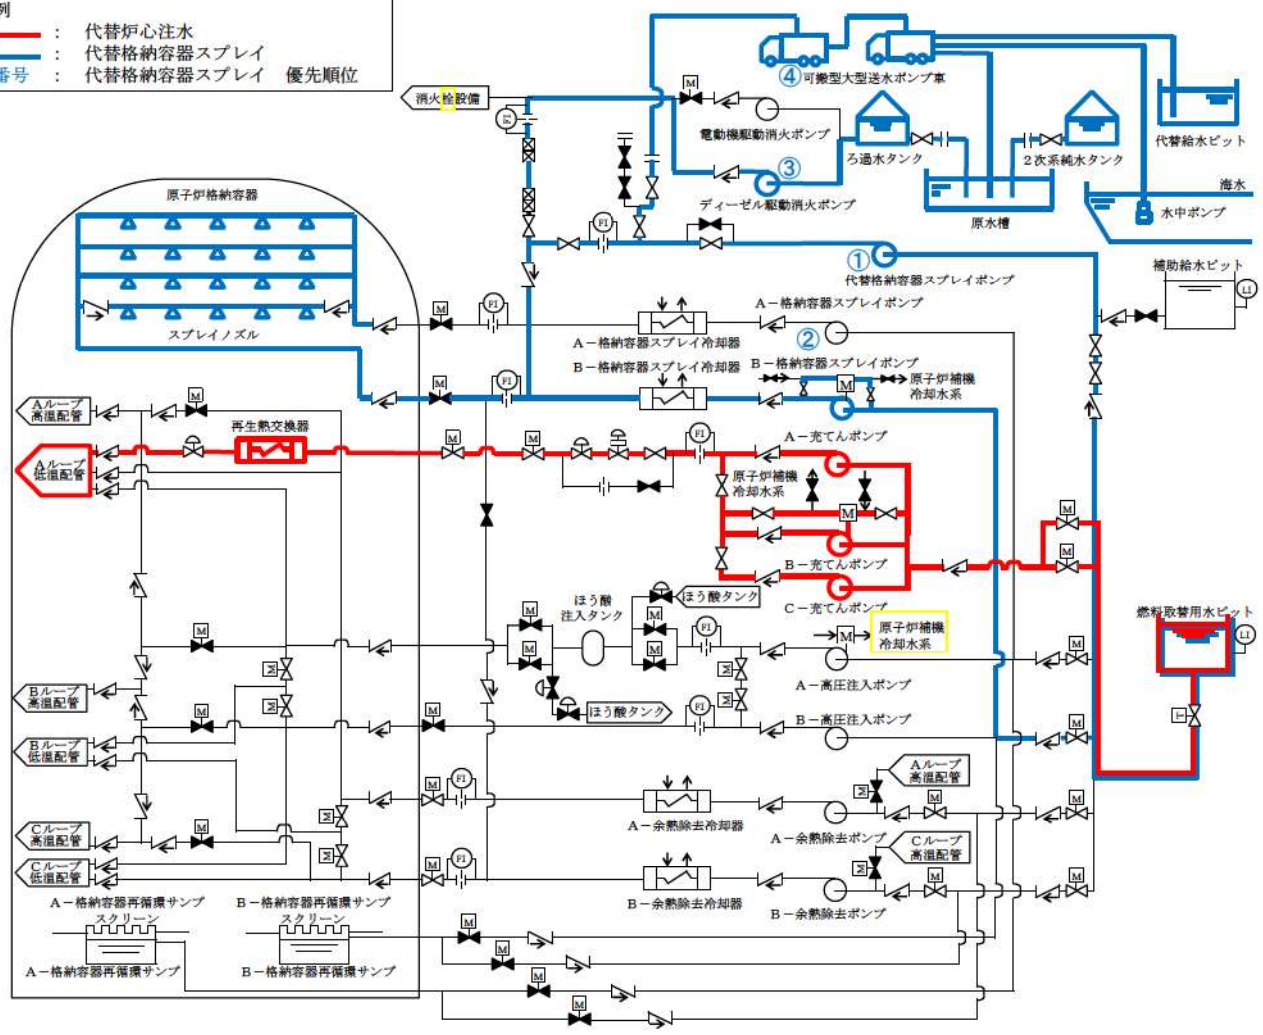 例
： 代替炉心注水
： 代替格納容器スプレイ
番号 ： 代替格納容器スプレイ 優先順位
消火栓設備
FI
M
④可搬型大型送水ポンプ車
電動機駆動消火ポンプ
ろ過水タンク
2次系純水タンク
代替給水ピット
③
ディーゼル駆動消火ポンプ
原水槽
海水
水中ポンプ
原子炉格納容器
スプレイノズル
FI
①
代替格納容器スプレイポンプ
補助給水ピット
LI
M
FI
A－格納容器スプレイポンプ
A－格納容器スプレイ冷却器
②
B－格納容器スプレイポンプ
B－格納容器スプレイ冷却器
M
FI
M
原子炉補機
冷却水系
Aループ
高温配管
M
再生熱交換器
Aループ
低温配管
M
M
FI
A－充てんポンプ
原子炉補機
冷却水系
M
B－充てんポンプ
C－充てんポンプ
M
M
ほう酸
注入タンク
ほう酸タンク
M
M
M
M
FI
M
原子炉補機
冷却水系
燃料取替用水ピット
LI
M
M
M
A－高圧注入ポンプ
M
Bループ
高温配管
M
M
ほう酸タンク
M
M
FI
B－高圧注入ポンプ
M
T
Bループ
低温配管
M
FI
Aループ
高温配管
M
M
M
M
A－余熱除去冷却器
A－余熱除去ポンプ
Cループ
高温配管
M
M
M
FI
Cループ
高温配管
M
M
M
Cループ
低温配管
B－余熱除去冷却器
B－余熱除去ポンプ
A－格納容器再循環サンプ
スクリーン
B－格納容器再循環サンプ
スクリーン
M
M
A－格納容器再循環サンプ
B－格納容器再循環サンプ
M
M